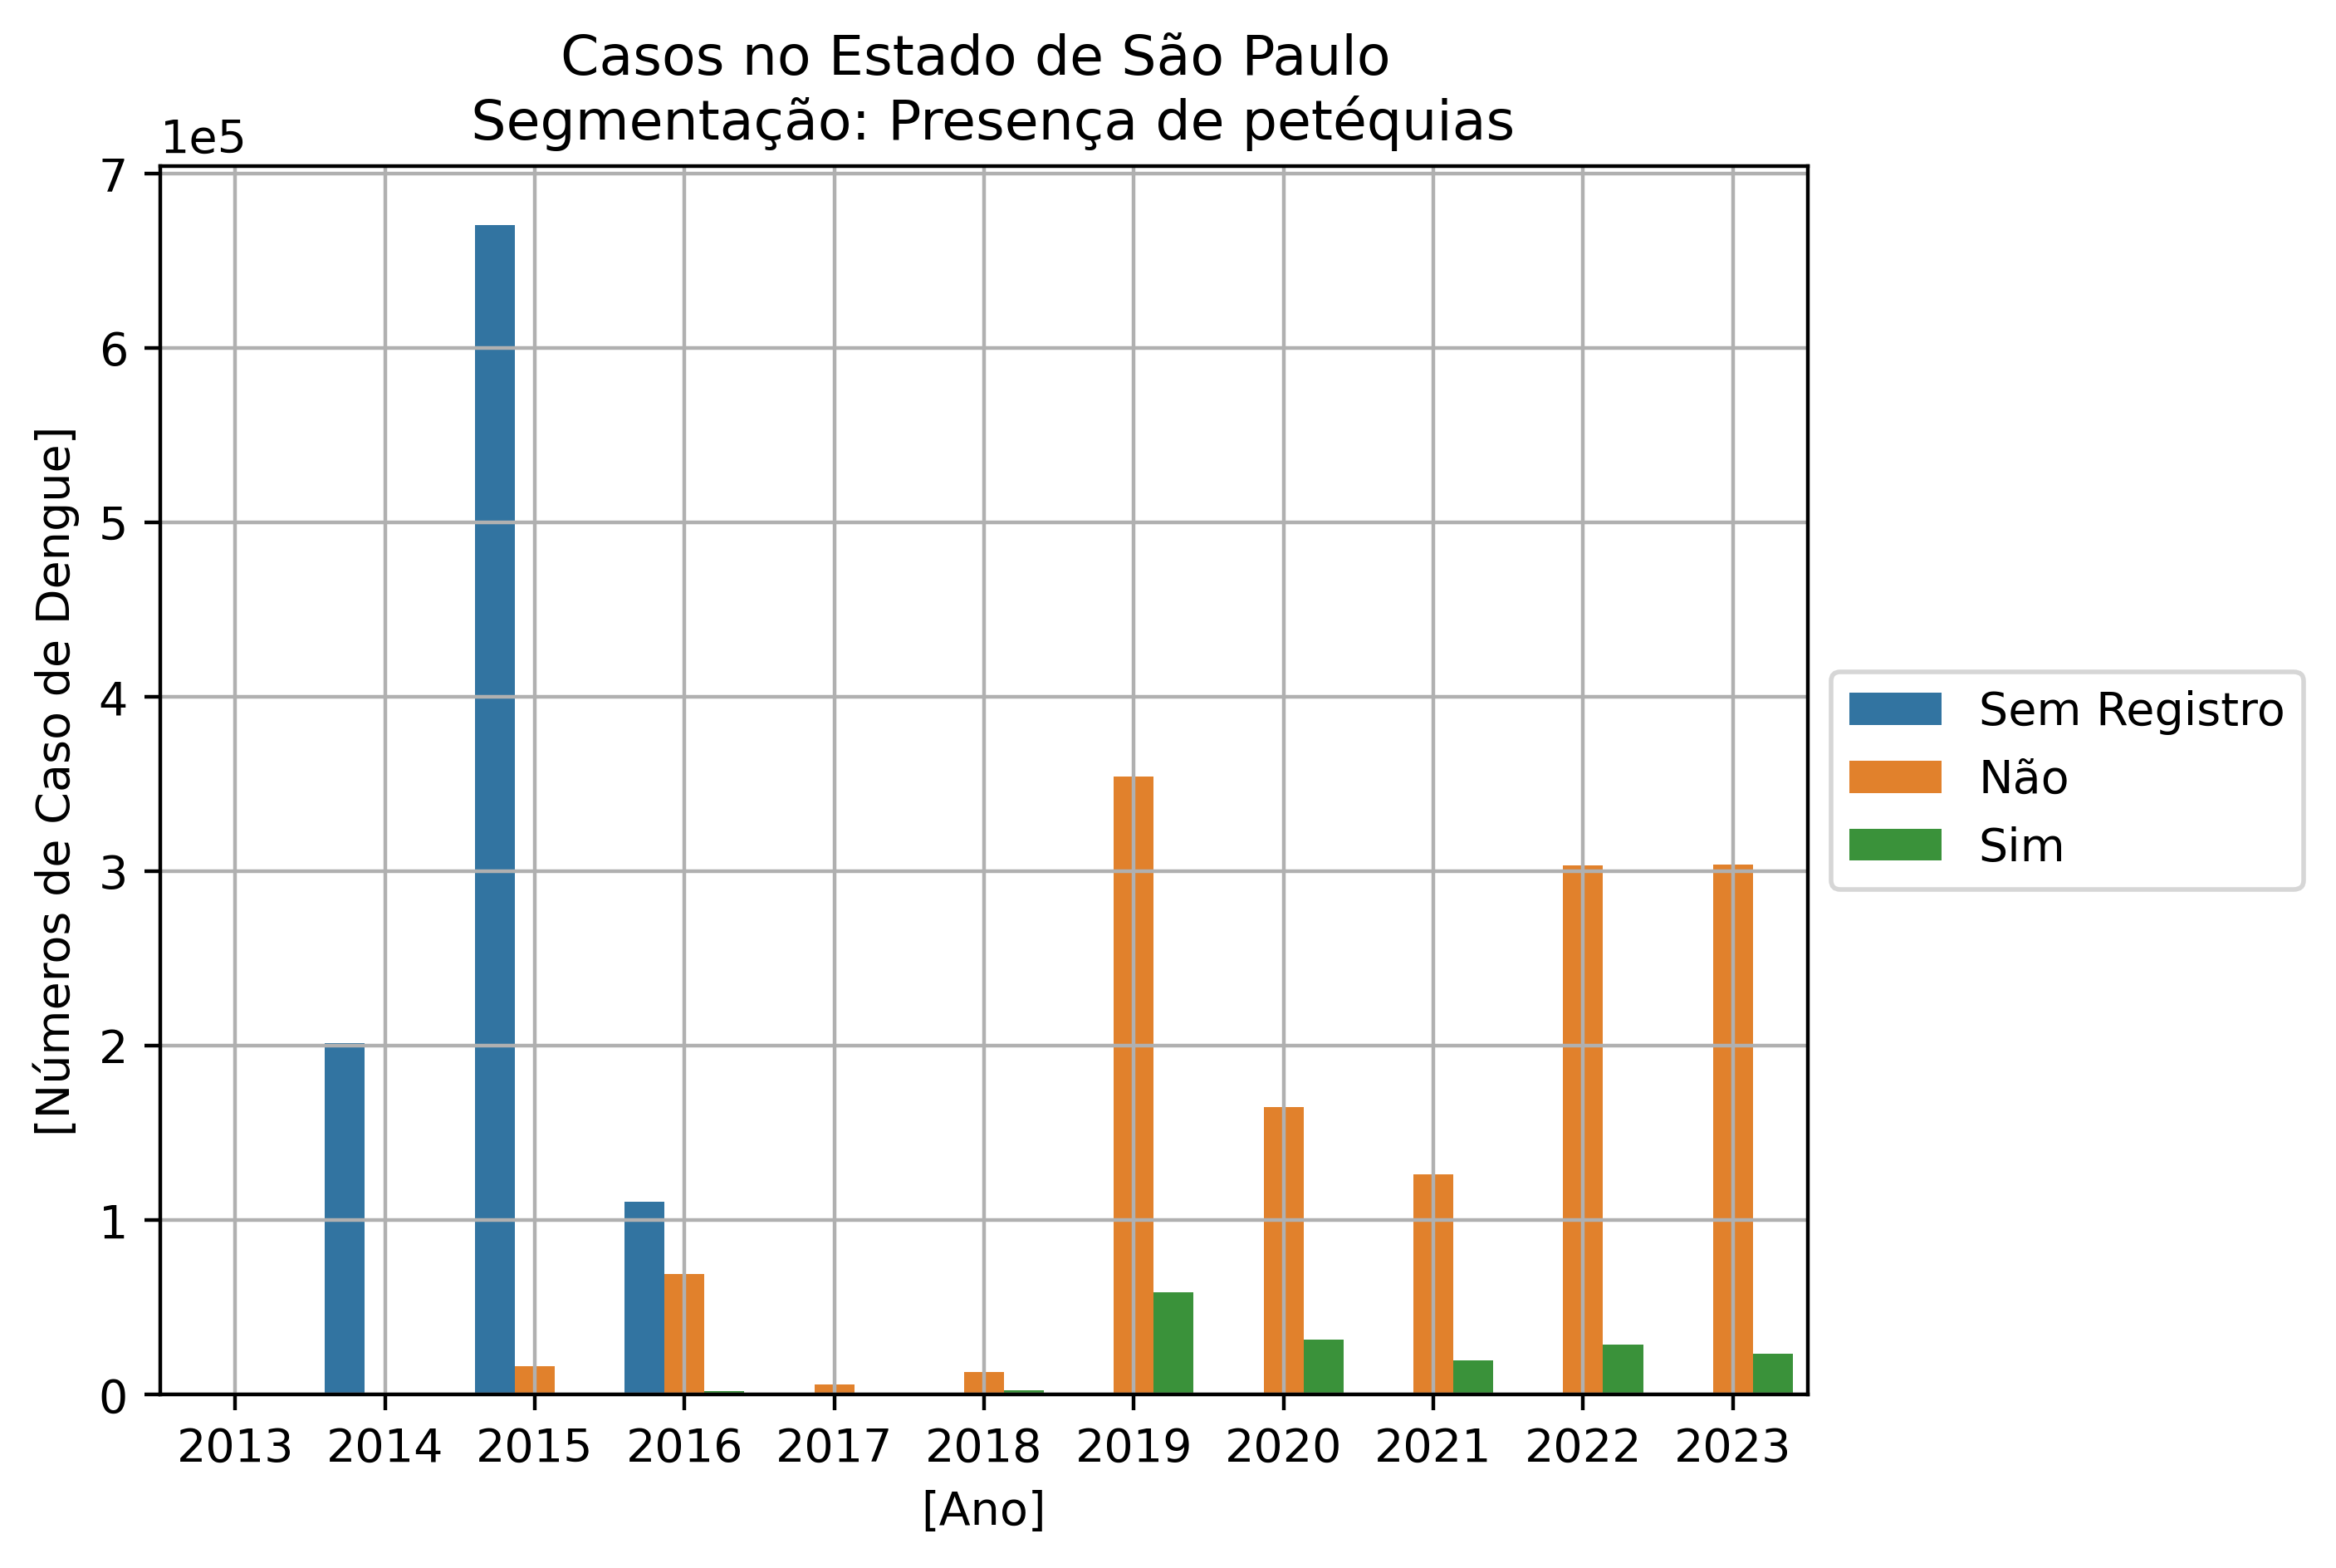 Casos no Estado de São Paulo
Segmentação: Presença de petéquias
1e5
7
6
5
4
3
2
1
0
[Números de Caso de Dengue]
2013 2014 2015 2016 2017 2018 2019 2020 2021 2022 2023
[Ano]
Sem Registro
Não
Sim